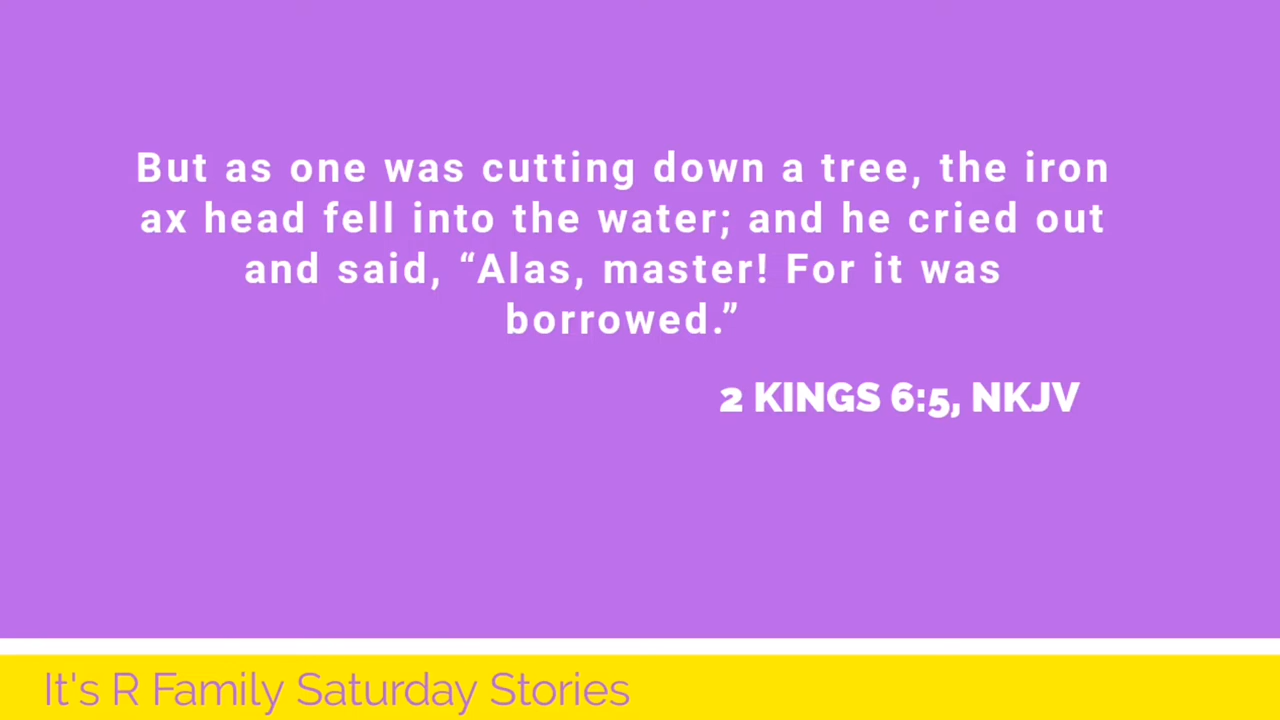 But as one was cutting down a tree, the iron
ax head fell into the water; and he cried out
and said, “Alas, master! For it was
borrowed.”
2 KINGS 6:5, NKJV
It's R Family Saturday Stories